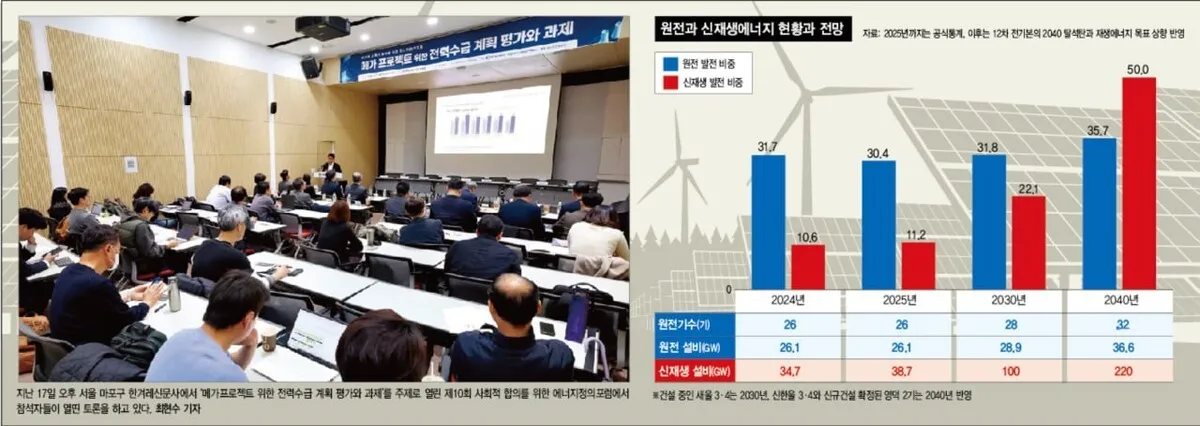 메가 프로젝트 위한 전력수급 계획 평가와 과제
지난 17일 오후 서울 마포구 한겨레신문사에서 '메가프로젝트 위한 전력수급 계획 평가와 과제'를 주제로 열린 제10회 사회적 합의를 위한 에너지정의포럼에서
참석자들이 열띤 토론을 하고 있다. 최현수 기자
원전과 신재생에너지 현황과 전망
자료: 2025년까지는 공식통계, 이후는 12차 전기본의 2040 탈석탄과 재생에너지 목표 상향 반영
원전 발전 비중
신재생 발전 비중
31.7
10.6
30.4
11.2
31.8
22.1
35.7
50.0
0
2024년 2025년 2030년 2040년
원전기수(기) 26 26 28 32
원전 설비(GW) 26.1 26.1 28.9 36.6
신재생 설비(GW) 34.7 38.7 100 220
※건설 중인 새울 3·4는 2030년, 신한울 3·4와 신규건설 확정된 영덕 2기는 2040년 반영